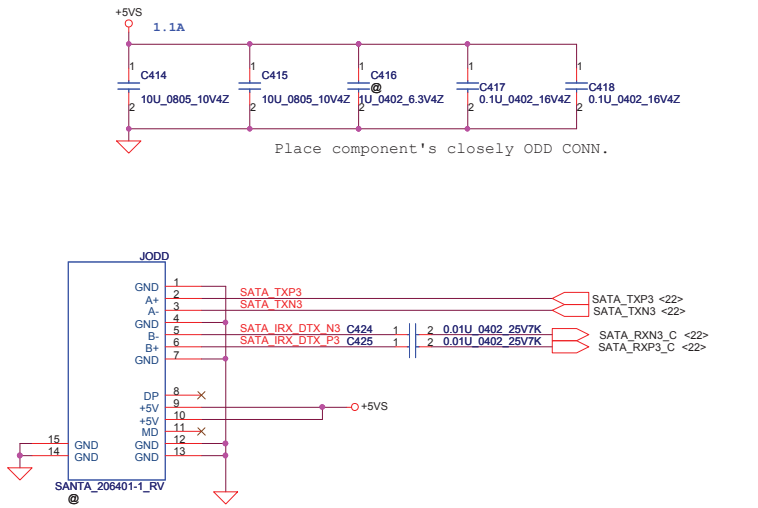 +5VS
1.1A
1 1 1 1 1
C414 C415 C416 C417 C418
@
10U_0805_10V4Z 10U_0805_10V4Z 1U_0402_6.3V4Z 0.1U_0402_16V4Z 0.1U_0402_16V4Z
2 2 2 2 2
Place component's closely ODD CONN.
JODD
GND 1
A+ 2 SATA_TXP3 SATA_TXP3 <22>
A- 3 SATA_TXN3 SATA_TXN3 <22>
GND 4
B- 5 SATA_IRX_DTX_N3 C424 1 2 0.01U_0402_25V7K SATA_RXN3_C <22>
B+ 6 SATA_IRX_DTX_P3 C425 1 2 0.01U_0402_25V7K SATA_RXP3_C <22>
GND 7
DP 8
+5V 9 +5VS
+5V 10
MD 11
15 GND GND 12
14 GND GND 13
SANTA_206401-1_RV
@